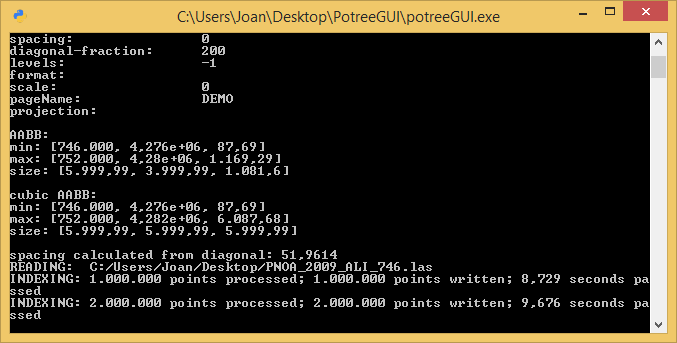 C:\Users\Joan\Desktop\PotreeGUI\potreeGUI.exe
spacing: 0
diagonal-fraction: 200
levels: -1
format:
scale: 0
pageName: DEMO
projection:
AABB:
min: [746.000, 4,276e+06, 87,69]
max: [752.000, 4,28e+06, 1.169,29]
size: [5.999,99, 3.999,99, 1.081,6]
cubic AABB:
min: [746.000, 4,276e+06, 87,69]
max: [752.000, 4,282e+06, 6.087,68]
size: [5.999,99, 5.999,99, 5.999,99]
spacing calculated from diagonal: 51,9614
READING:  C:/Users/Joan/Desktop/PNOA_2009_ALI_746.las
INDEXING: 1.000.000 points processed; 1.000.000 points written; 8,729 seconds pa
ssed
INDEXING: 2.000.000 points processed; 2.000.000 points written; 9,676 seconds pa
ssed